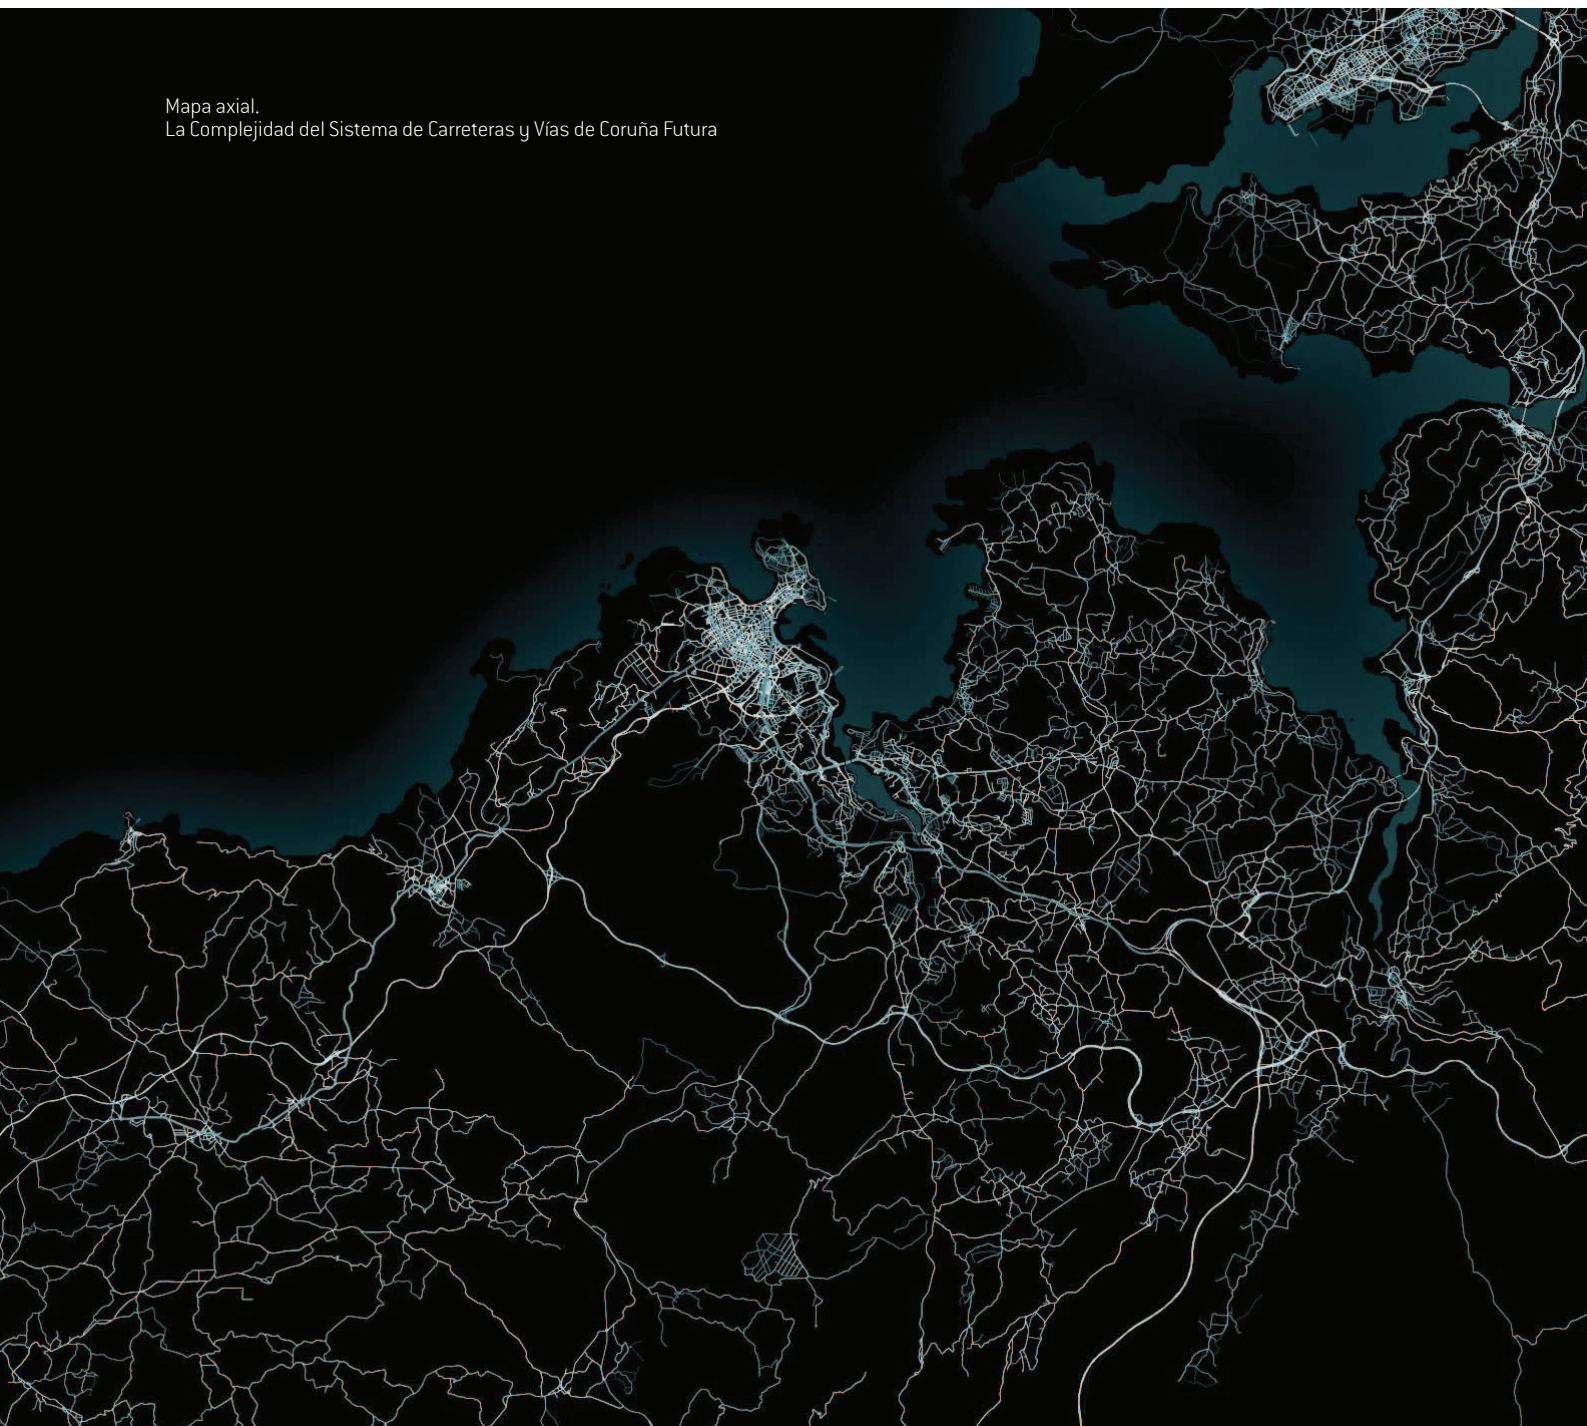 Mapa axial.
La Complejidad del Sistema de Carreteras y Vías de Coruña Futura